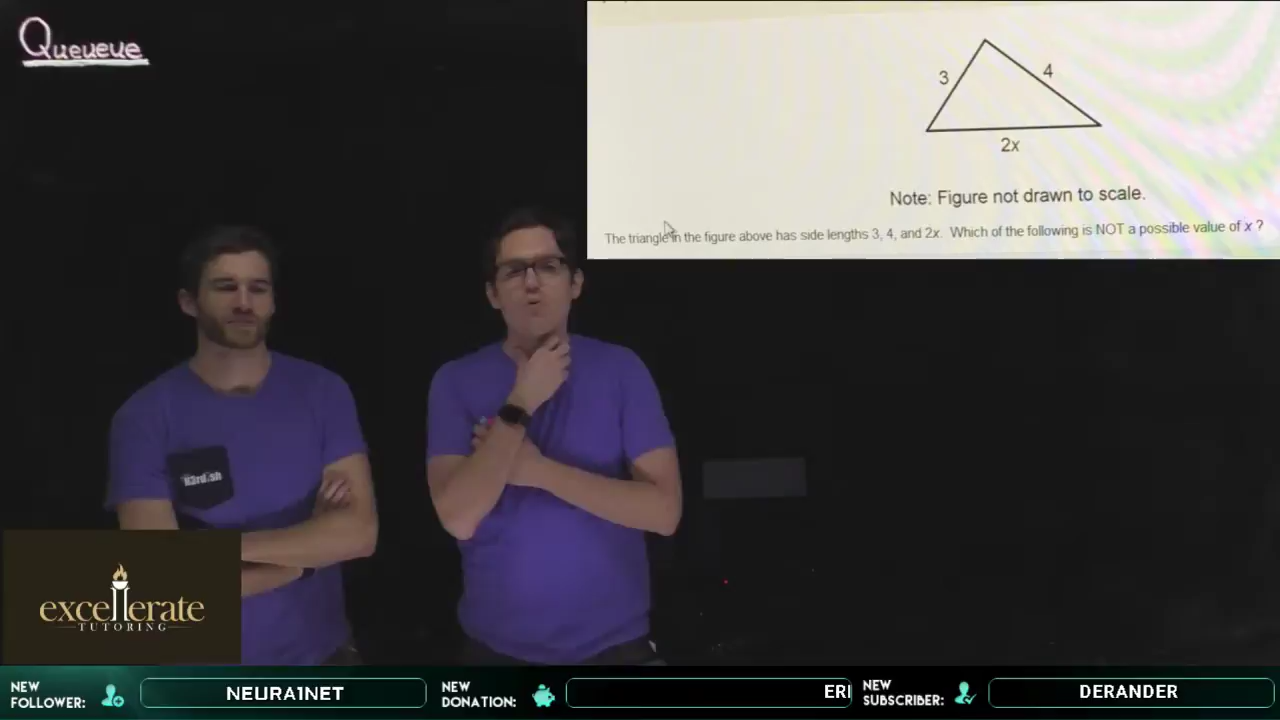 Queueue
3
4
2x
Note: Figure not drawn to scale.
The triangle in the figure above has side lengths 3, 4, and 2x. Which of the following is NOT a possible value of x ?
excellerate
TUTORING
NEW FOLLOWER:
NEURA1NET
NEW DONATION:
ERI
NEW SUBSCRIBER:
DERANDER